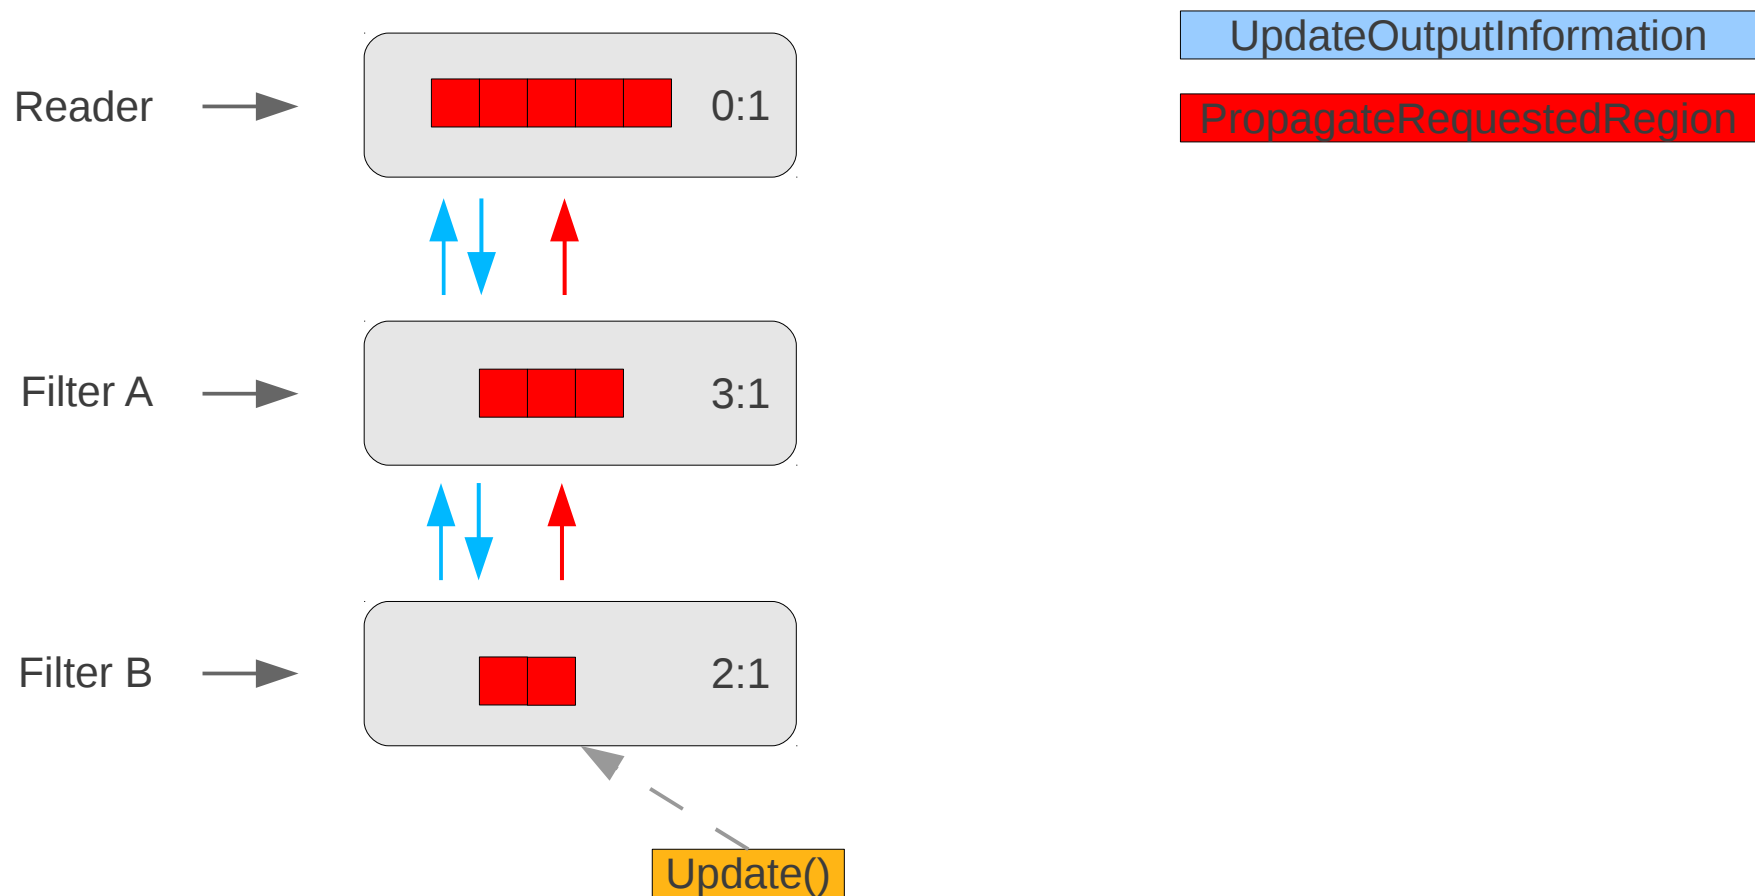 UpdateOutputInformation
Reader
0:1
PropagateRequestedRegion
Filter A
3:1
Filter B
2:1
Update()